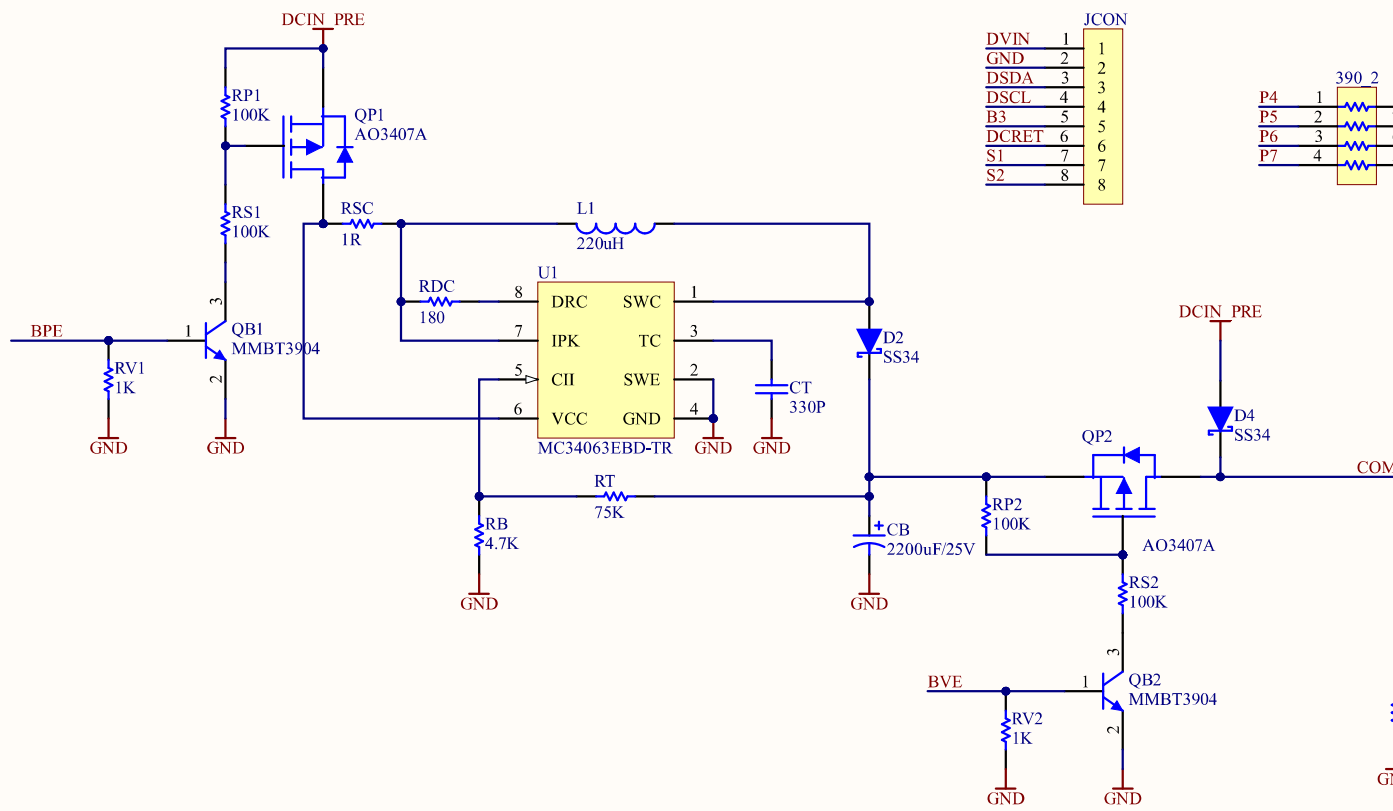 DCIN_PRE
RP1
100K
QP1
AO3407A
RS1
100K
RSC
1R
L1
220uH
BPE
1
3
2
QB1
MMBT3904
RV1
1K
GND
GND
RDC
180
U1
8 DRC SWC 1
7 IPK TC 3
5 CII SWE 2
6 VCC GND 4
MC34063EBD-TR
GND
CT
330P
GND
D2
SS34
RT
75K
RB
4.7K
GND
CB
2200uF/25V
GND
JCON
DVIN 1 1
GND 2 2
DSDA 3 3
DSCL 4 4
B3 5 5
DCRET 6 6
S1 7 7
S2 8 8
390_2
P4 1
P5 2
P6 3
P7 4
DCIN_PRE
D4
SS34
QP2
AO3407A
RP2
100K
RS2
100K
BVE
1
3
2
QB2
MMBT3904
RV2
1K
GND
GND